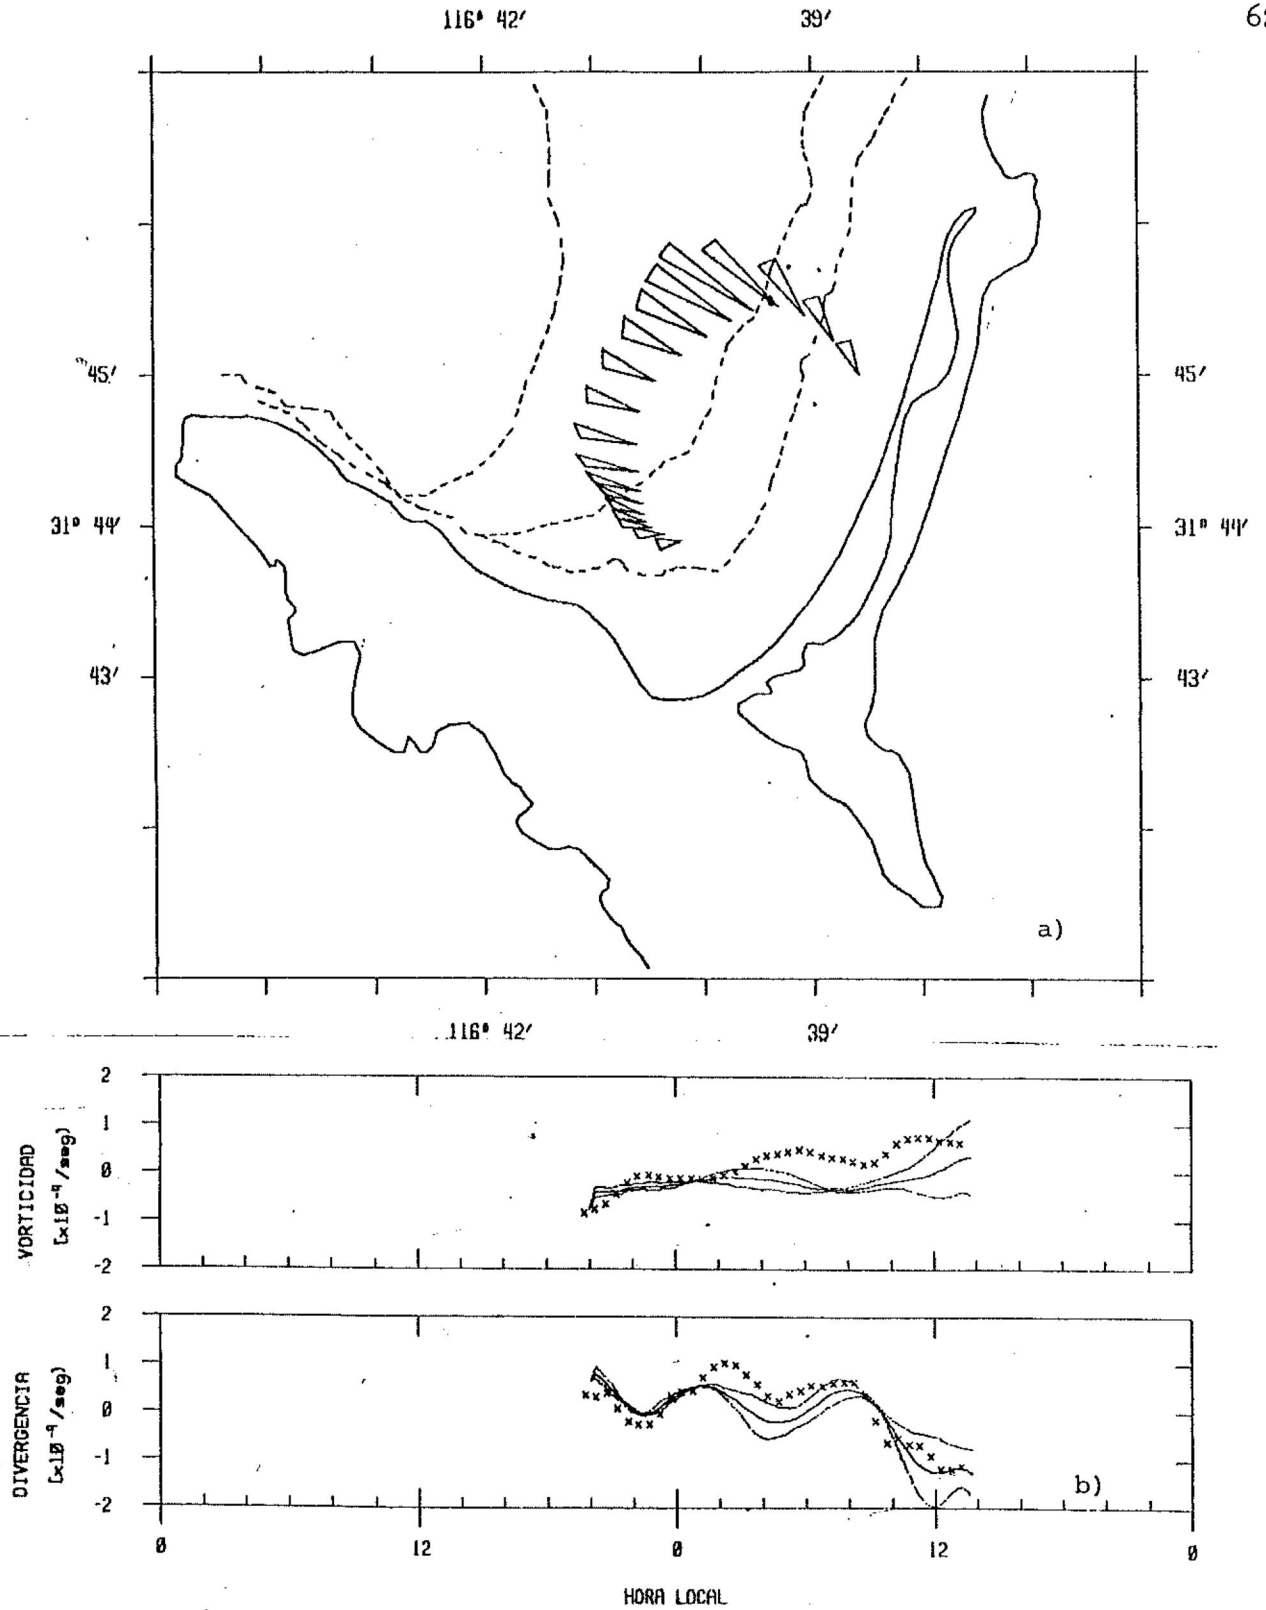 116° 42' 39'
45' 45'
31° 44' 31° 44'
43' 43'
a)
116° 42' 39'
VORTICIDAD
[x10⁻⁴/seg)
2
1
0
-1
-2
DIVERGENCIA
[x10⁻⁴/seg)
2
1
0
-1
-2
b)
0 12 0 12 0
HORA LOCAL